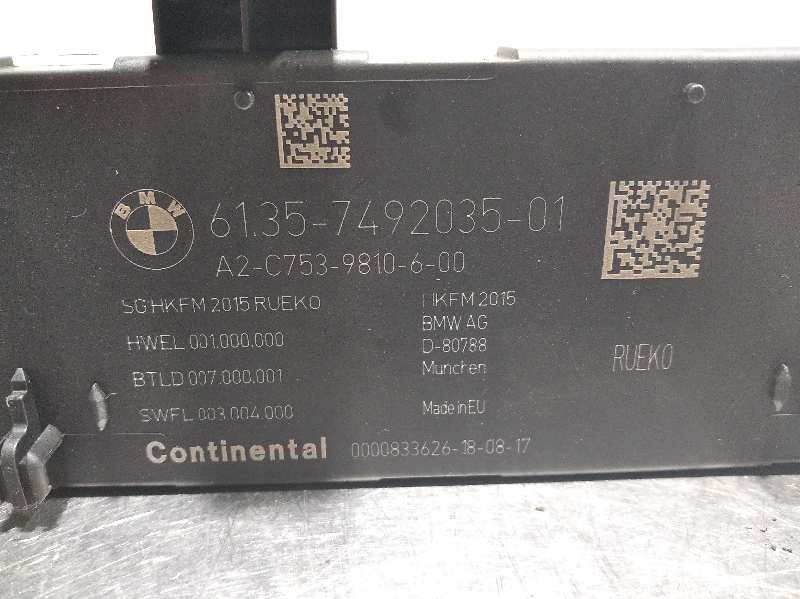 BMW
61.35-7492035-01
A2-C753-9810-6-00
SG HKFM 2015 RUEKO
HWEL 001.000.000
BTLD 007.000.001
SWFL 003.004.000
HKFM 2015
BMW AG
D-80788
Munchen
Made in EU
RUEKO
Continental 0000833626-18-08-17